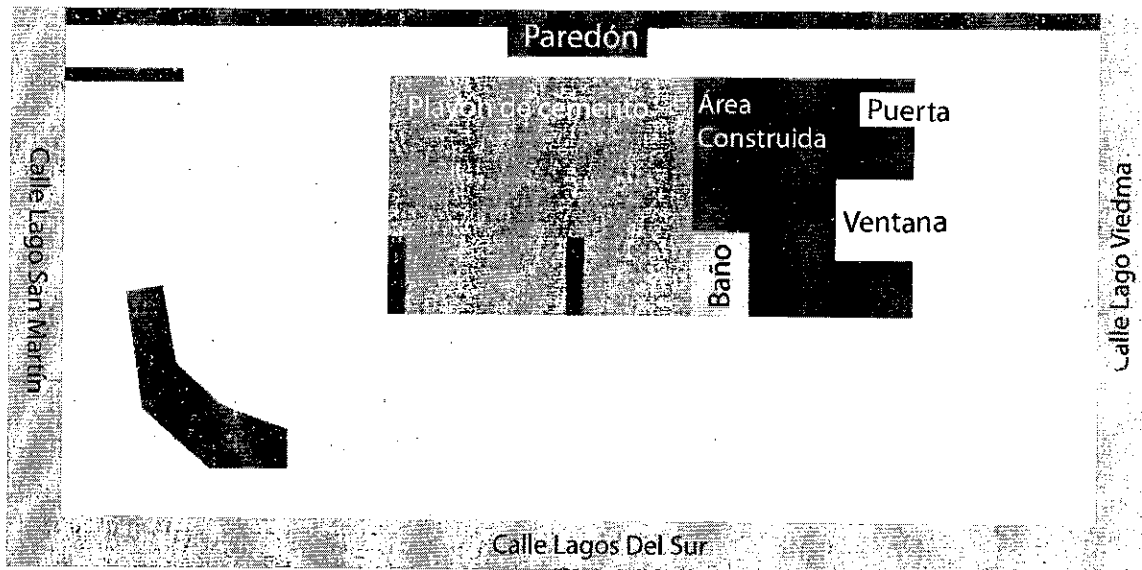 Paredón
Playón de cemento
Área
Construida
Puerta
Ventana
Baño
Calle Lago San Martín
Calle Lago Viedma
Calle Lagos Del Sur